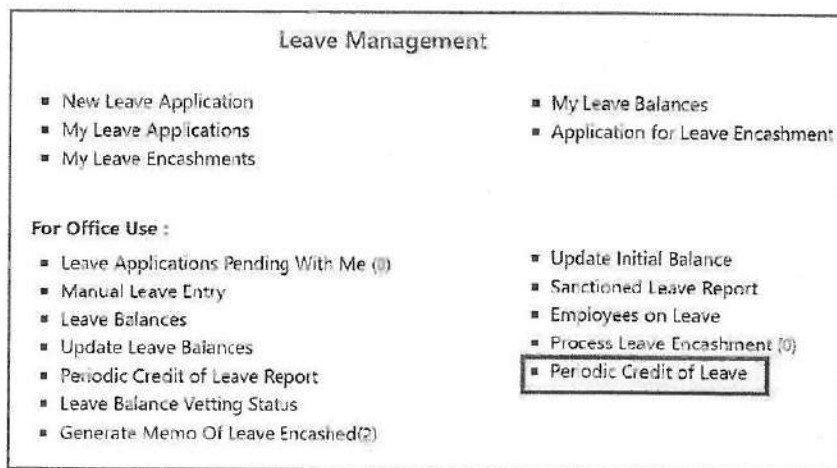 Leave Management
New Leave Application
My Leave Applications
My Leave Encashments
My Leave Balances
Application for Leave Encashment
For Office Use :
Leave Applications Pending With Me (0)
Manual Leave Entry
Leave Balances
Update Leave Balances
Periodic Credit of Leave Report
Leave Balance Vetting Status
Generate Memo Of Leave Encashed(2)
Update Initial Balance
Sanctioned Leave Report
Employees on Leave
Process Leave Encashment (0)
Periodic Credit of Leave